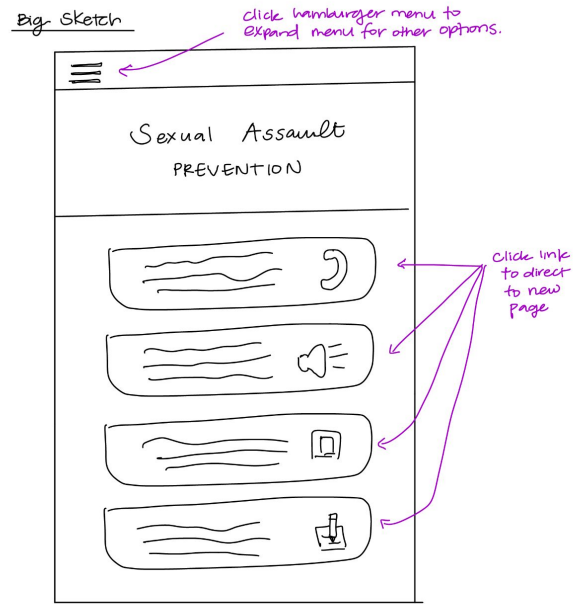 Big Sketch
click hamburger menu to
expand menu for other options.
Sexual Assault
PREVENTION
click link
to direct
to new
page